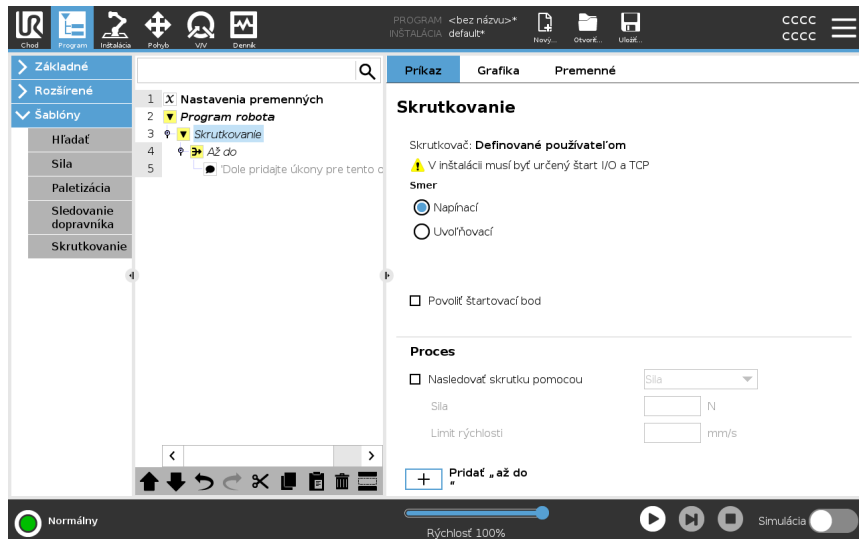 PROGRAM <bez názvu>*
INŠTALÁCIA default*
Chod
Program
Inštalácia
Pohyb
V/V
Denník
Nový...
Otvoriť...
Uložiť...
CCCC
CCCC
Základné
Rozšírené
Šablóny
Hľadať
Sila
Paletizácia
Sledovanie
dopravníka
Skrutkovanie
1 x Nastavenia premenných
2 Program robota
3 Skrutkovanie
4 Až do
5 'Dole pridajte úkony pre tento c
Príkaz
Grafika
Premenné
Skrutkovanie
Skrutkovač: Definované používateľom
V inštalácii musí byť určený štart I/O a TCP
Smer
Napínací
Uvoľňovací
Povoliť štartovací bod
Proces
Nasledovať skrutku pomocou
Sila
Sila
N
Limit rýchlosti
mm/s
Pridať „ až do
“
Normálny
Rýchlosť 100%
Simulácia